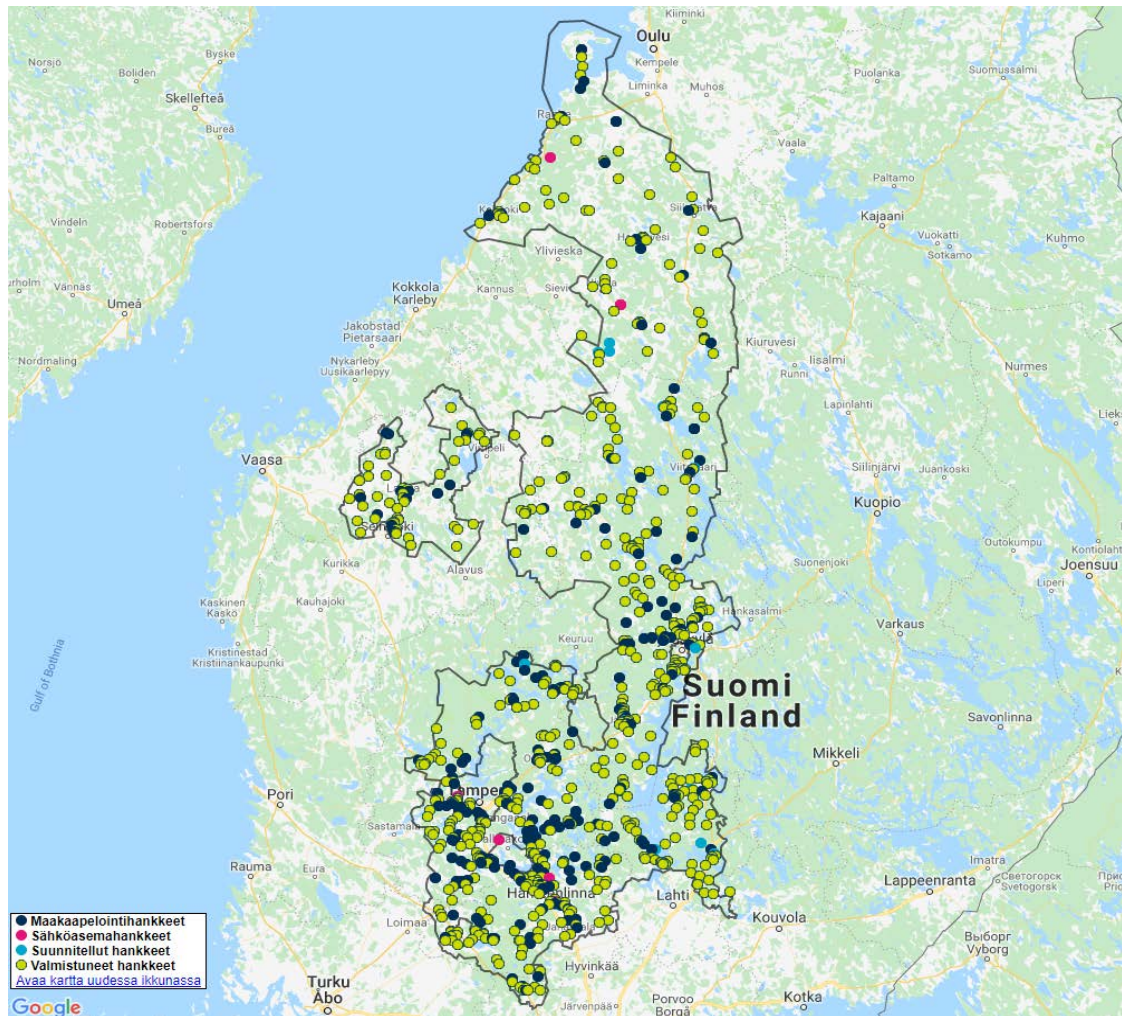 Kiiminki
Oulu
Kempele
Liminka
Muhos
Puolanka
Suomussalmi
Byske
Norsjö
Boliden
Skellefteå
Bureå
Vaala
Paltamo
Kajaani
Vuokatti
Sotkamo
Kuhmo
Vindeln
Robertsfors
Vännäs
Umeå
Nordmaling
Ylivieska
Kannus
Sievi
Kokkola
Karleby
Jakobstad
Pietarsaari
Nykarleby
Uusikaarlepyy
Kiuruvesi
Iisalmi
Runni
Nurmes
Lapinlahti
Vaasa
Siilinjärvi
Juankoski
Kuopio
Outokumpu
Joensuu
Liperi
Kurikka
Alavus
Kauhajoki
Suonenjoki
Kaskinen
Kaskö
Kristinestad
Kristiinankaupunki
Keuruu
Hankasalmi
Varkaus
Gulf of Bothnia
Suomi
Finland
Savonlinna
Mikkeli
Pori
Sastamala
Rauma
Eura
Imatra
Светогорск
Svetogorsk
Lappeenranta
Lahti
Kouvola
Loimaa
Выборг
Vyborg
Hyvinkää
Turku
Åbo
Järvenpää
Porvoo
Borgå
Kotka
Maakaapelointihankkeet
Sähköasemahankkeet
Suunnitellut hankkeet
Valmistuneet hankkeet
Avaa kartta uudessa ikkunassa
Google